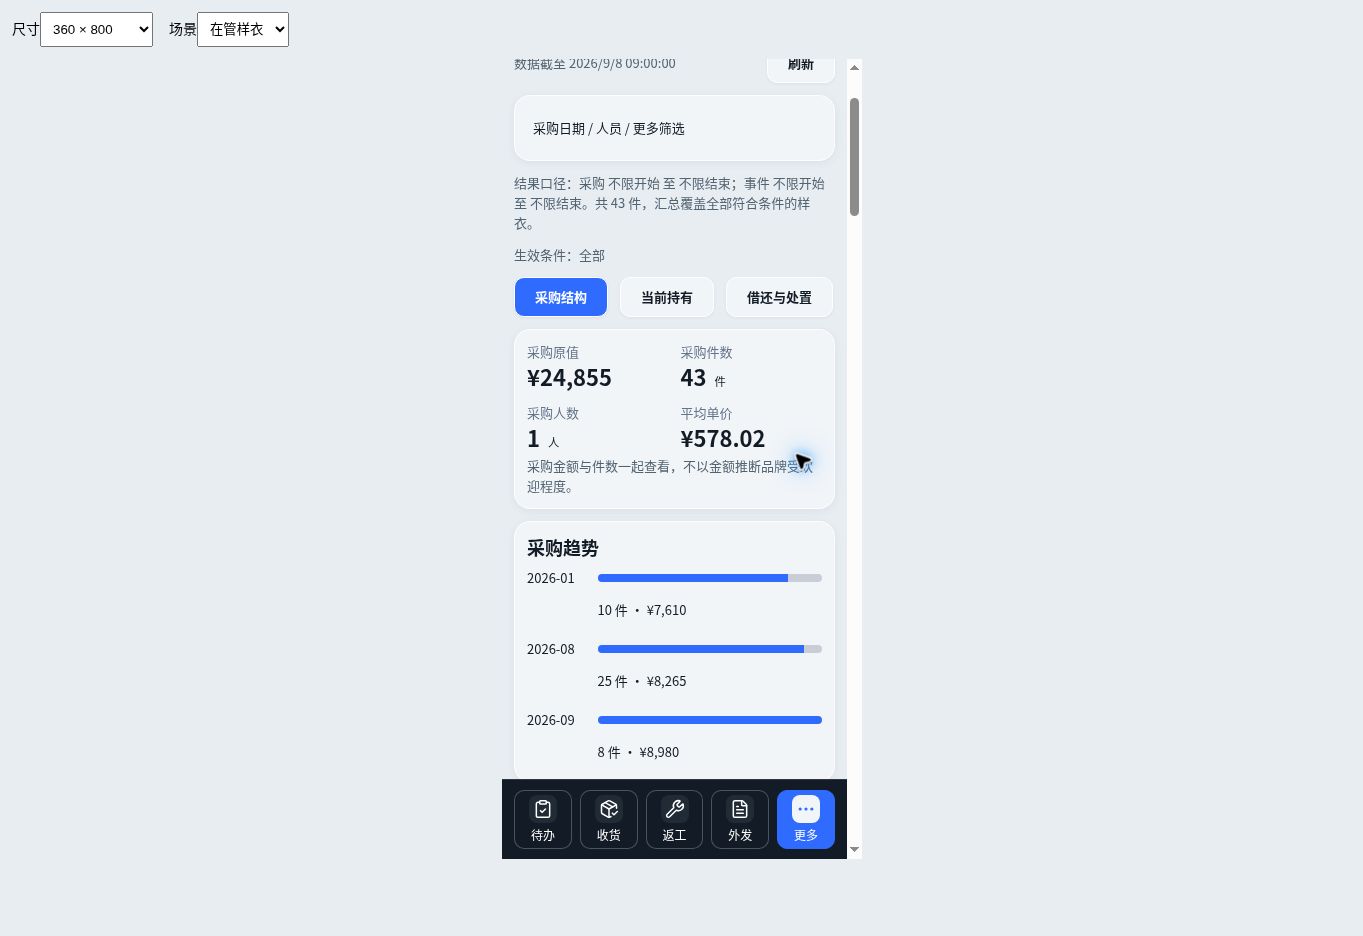 尺寸 360 × 800 场景 在管样衣
数据截至 2026/9/8 09:00:00 刷新
采购日期 / 人员 / 更多筛选
结果口径：采购 不限开始 至 不限结束；事件 不限开始
至 不限结束。共 43 件，汇总覆盖全部符合条件的样
衣。
生效条件：全部
采购结构 当前持有 借还与处置
采购原值 采购件数
¥24,855 43 件
采购人数 平均单价
1 人 ¥578.02
采购金额与件数一起查看，不以金额推断品牌受欢
迎程度。
采购趋势
2026-01
10 件 · ¥7,610
2026-08
25 件 · ¥8,265
2026-09
8 件 · ¥8,980
待办 收货 返工 外发 更多